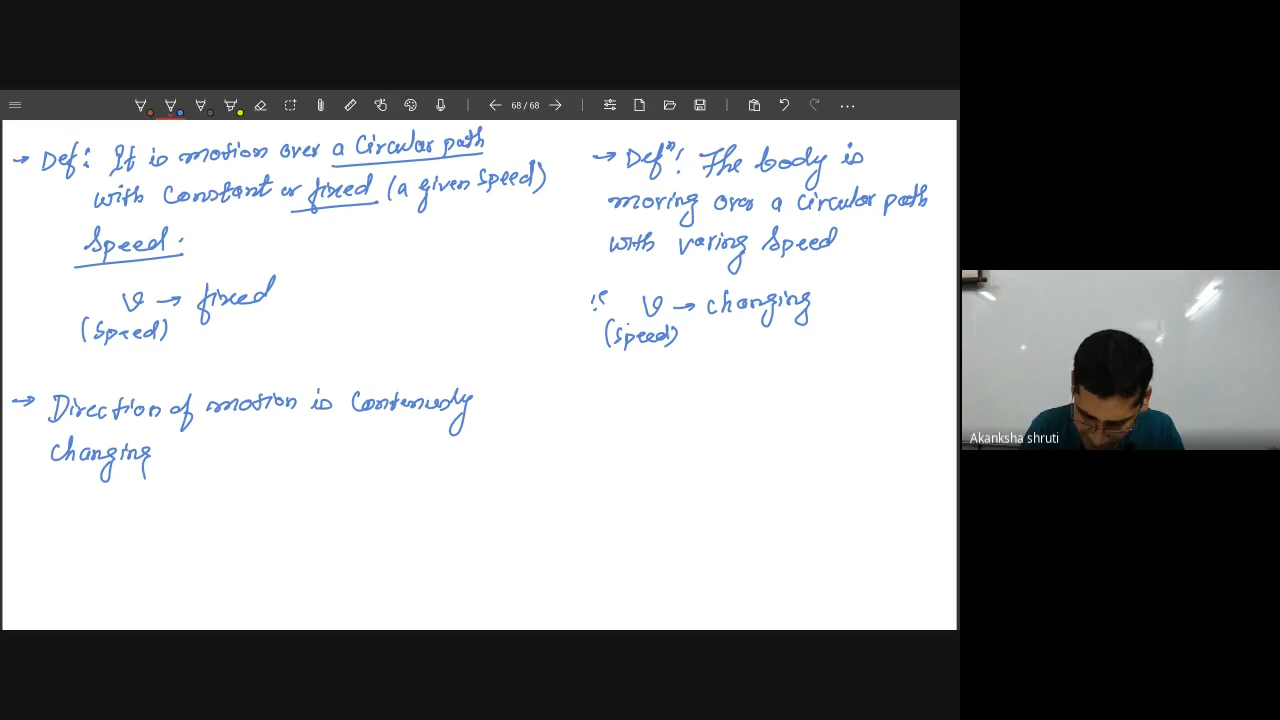 68/68
→ Def: It is motion over a Circular path
with Constant or fixed (a given Speed)
Speed:
v → fixed
(Speed)
→ Direction of motion is Contenusly
changing
→ Defⁿ: The body is
moving over a circular path
with varing Speed
v → changing
(Speed)
Akanksha shruti